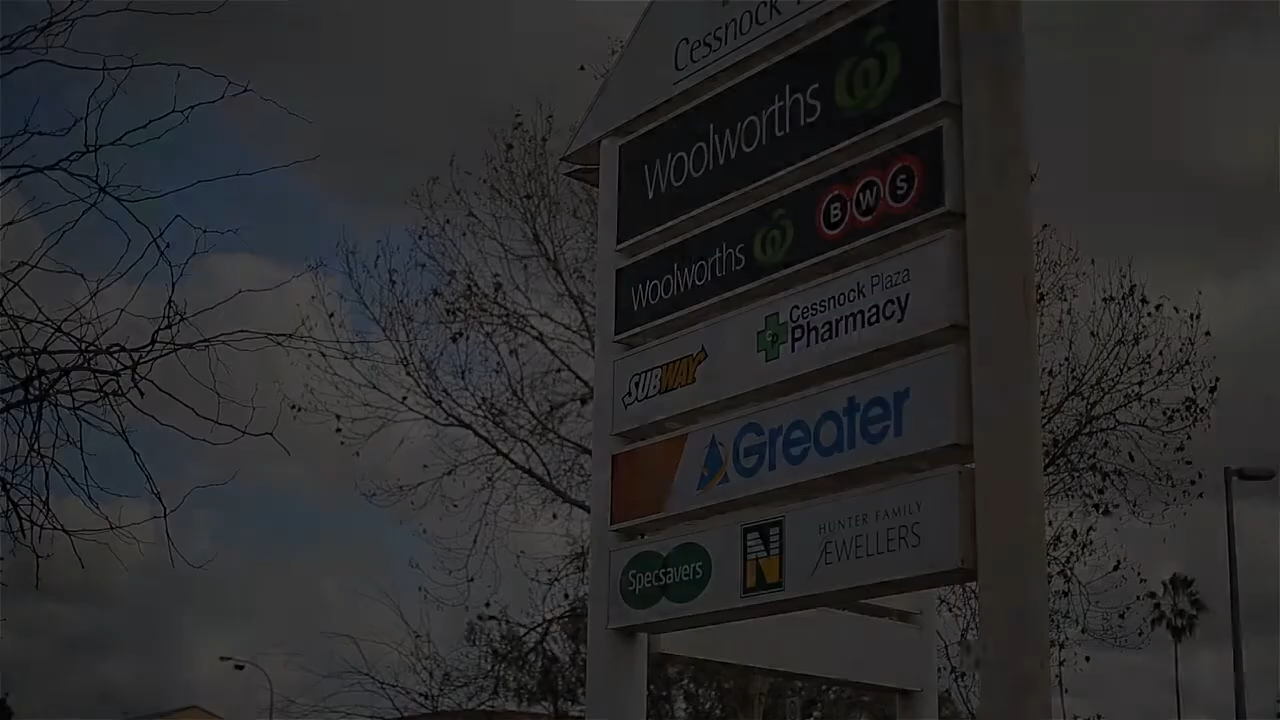 Cessnock
Woolworths
Woolworths BWS
SUBWAY Cessnock Plaza
Pharmacy
Greater
Specsavers N HUNTER FAMILY
JEWELLERS